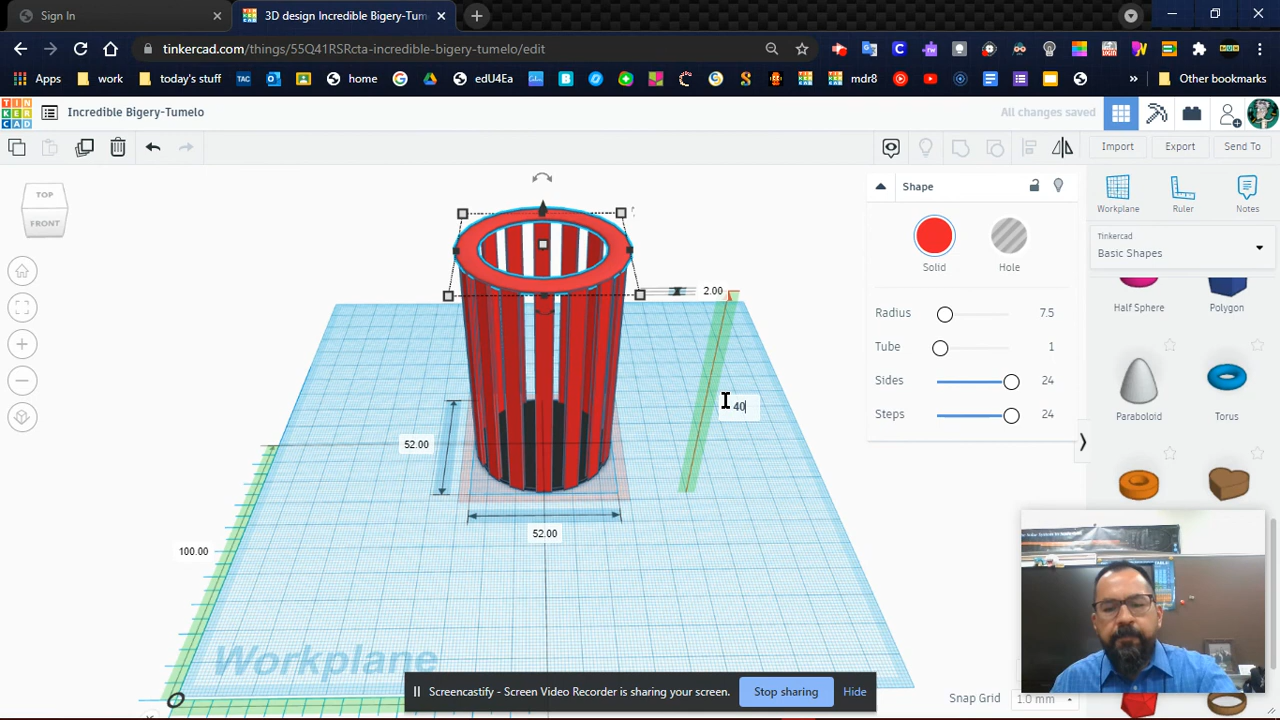 Sign In
3D design Incredible Bigery-Tum
tinkercad.com/things/55Q41RSRcta-incredible-bigery-tumelo/edit
Apps
work
today's stuff
TAC
home
edU4Ea
mdr8
Other bookmarks
TIN
KER
CAD
Incredible Bigery-Tumelo
All changes saved
Import
Export
Send To
TOP
FRONT
Shape
Solid
Hole
Radius
7.5
Tube
1
Sides
24
Steps
24
Workplane
Ruler
Notes
Tinkercad
Basic Shapes
Half Sphere
Polygon
Paraboloid
Torus
2.00
40
52.00
52.00
100.00
Workplane
Screencastify - Screen Video Recorder is sharing your screen.
Stop sharing
Hide
Snap Grid
1.0 mm